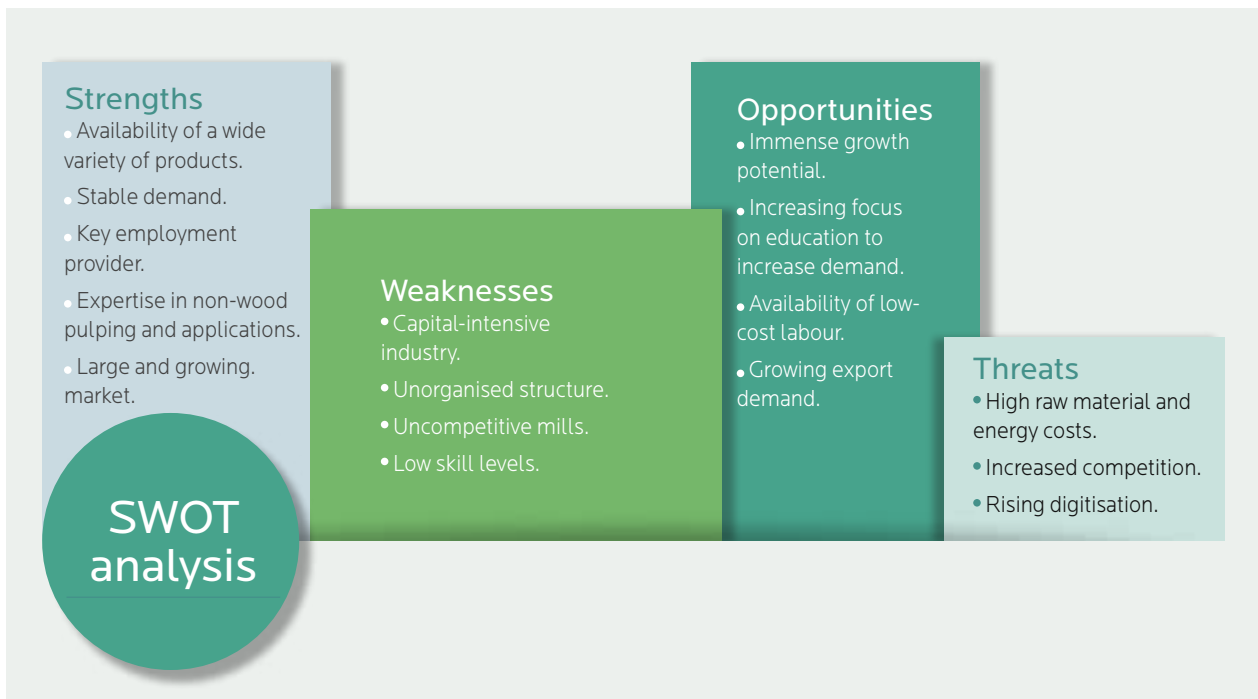 Strengths
• Availability of a wide
variety of products.
• Stable demand.
• Key employment
provider.
• Expertise in non-wood
pulping and applications.
• Large and growing.
market.
SWOT
analysis
Weaknesses
• Capital-intensive
industry.
• Unorganised structure.
• Uncompetitive mills.
• Low skill levels.
Opportunities
• Immense growth
potential.
• Increasing focus
on education to
increase demand.
• Availability of low-
cost labour.
• Growing export
demand.
Threats
• High raw material and
energy costs.
• Increased competition.
• Rising digitisation.